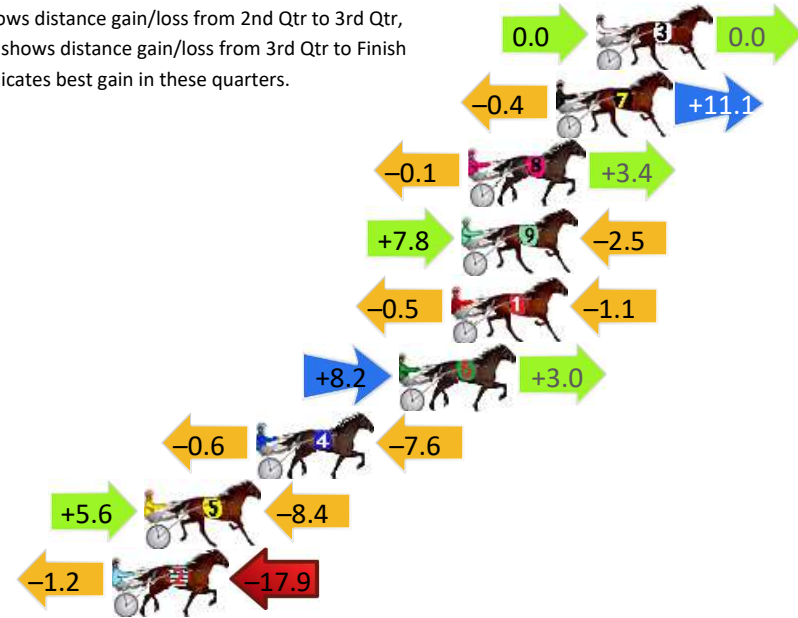 ows distance gain/loss from 2nd Qtr to 3rd Qtr,
shows distance gain/loss from 3rd Qtr to Finish
icates best gain in these quarters.
0.0 3 0.0
–0.4 7 +11.1
–0.1 8 +3.4
+7.8 9 –2.5
–0.5 1 –1.1
+8.2 +3.0
–0.6 4 –7.6
+5.6 5 –8.4
–1.2 –17.9